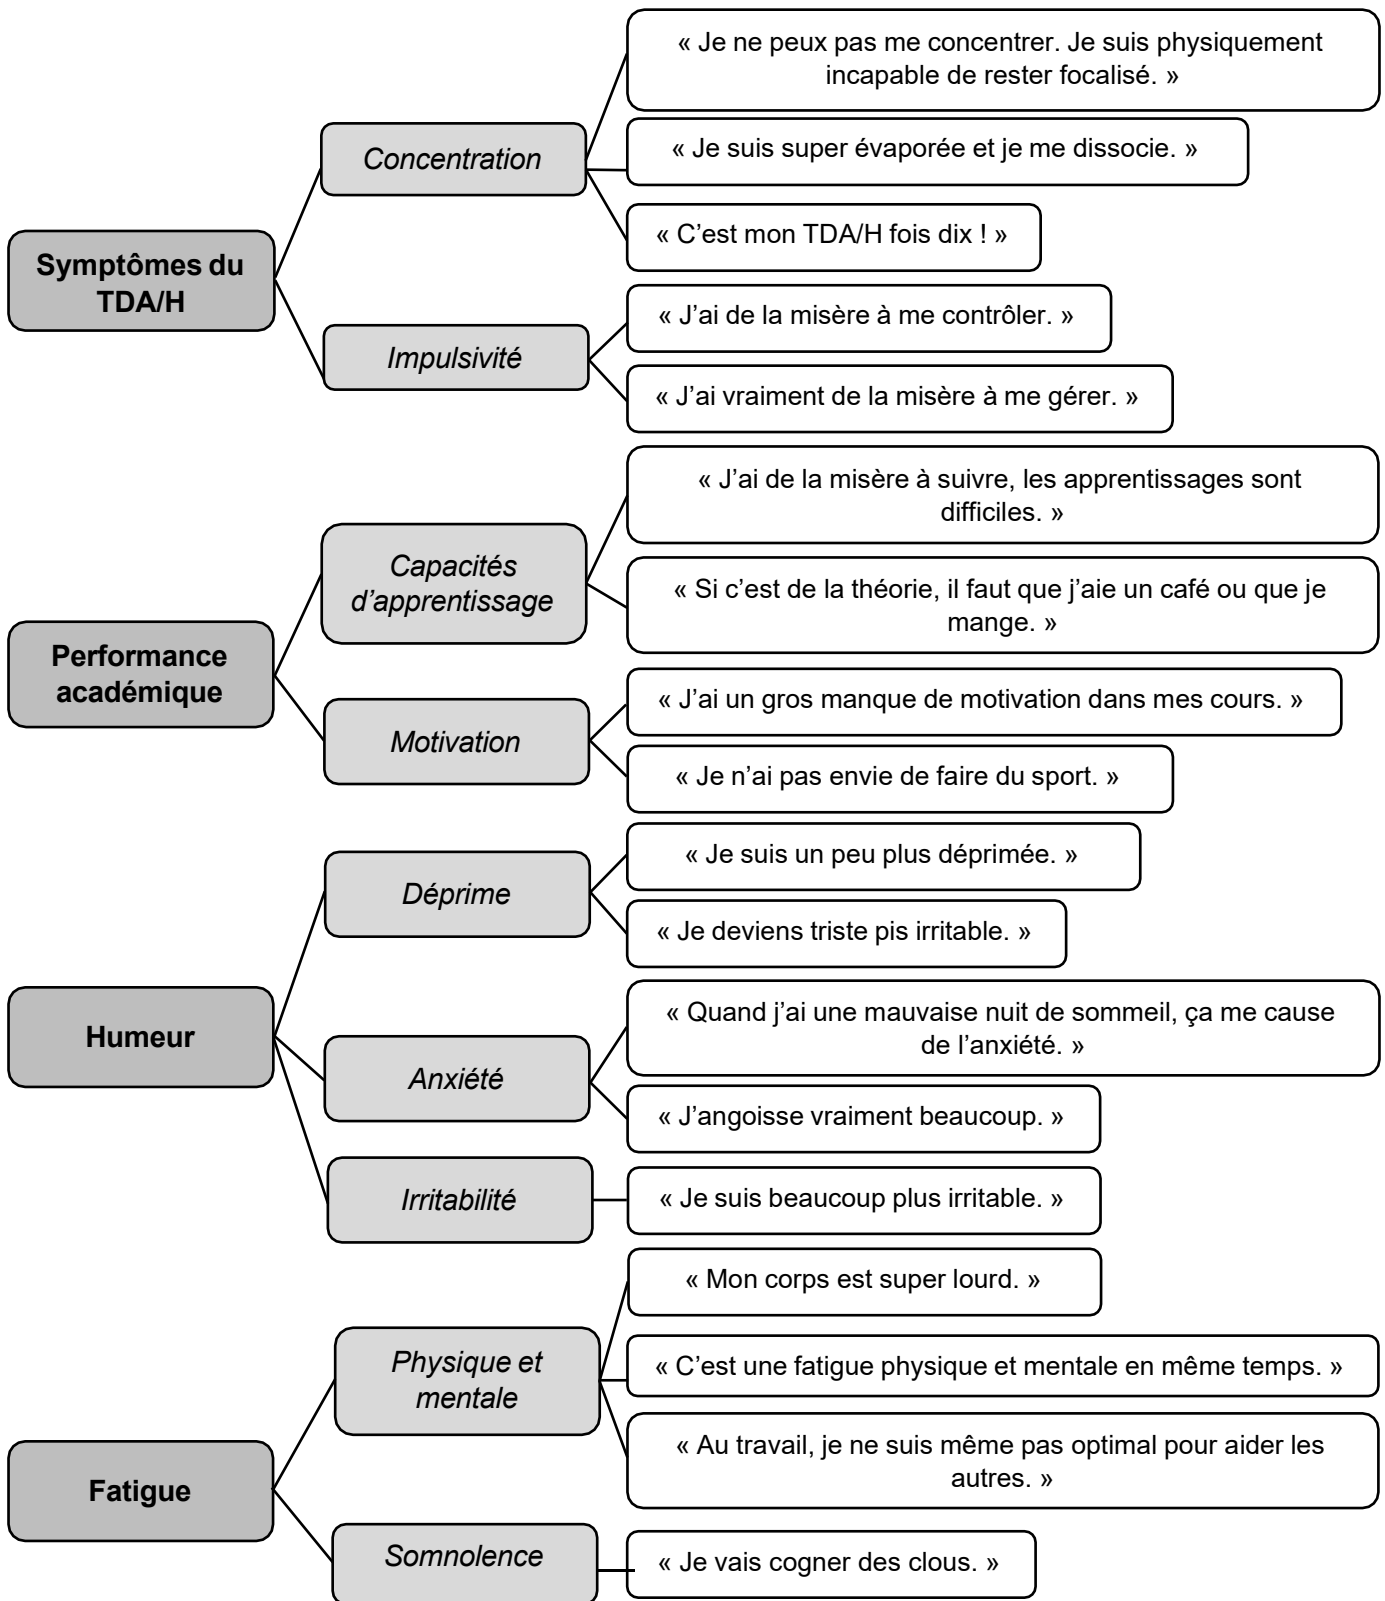 Symptômes du
TDA/H
Concentration
« Je ne peux pas me concentrer. Je suis physiquement
incapable de rester focalisé. »
« Je suis super évaporée et je me dissocie. »
« C’est mon TDA/H fois dix ! »
Impulsivité
« J’ai de la misère à me contrôler. »
« J’ai vraiment de la misère à me gérer. »
Performance
académique
Capacités
d’apprentissage
« J’ai de la misère à suivre, les apprentissages sont
difficiles. »
« Si c’est de la théorie, il faut que j’aie un café ou que je
mange. »
Motivation
« J’ai un gros manque de motivation dans mes cours. »
« Je n’ai pas envie de faire du sport. »
Humeur
Déprime
« Je suis un peu plus déprimée. »
« Je deviens triste pis irritable. »
Anxiété
« Quand j’ai une mauvaise nuit de sommeil, ça me cause
de l’anxiété. »
« J’angoisse vraiment beaucoup. »
Irritabilité
« Je suis beaucoup plus irritable. »
Fatigue
Physique et
mentale
« Mon corps est super lourd. »
« C’est une fatigue physique et mentale en même temps. »
« Au travail, je ne suis même pas optimal pour aider les
autres. »
Somnolence
« Je vais cogner des clous. »